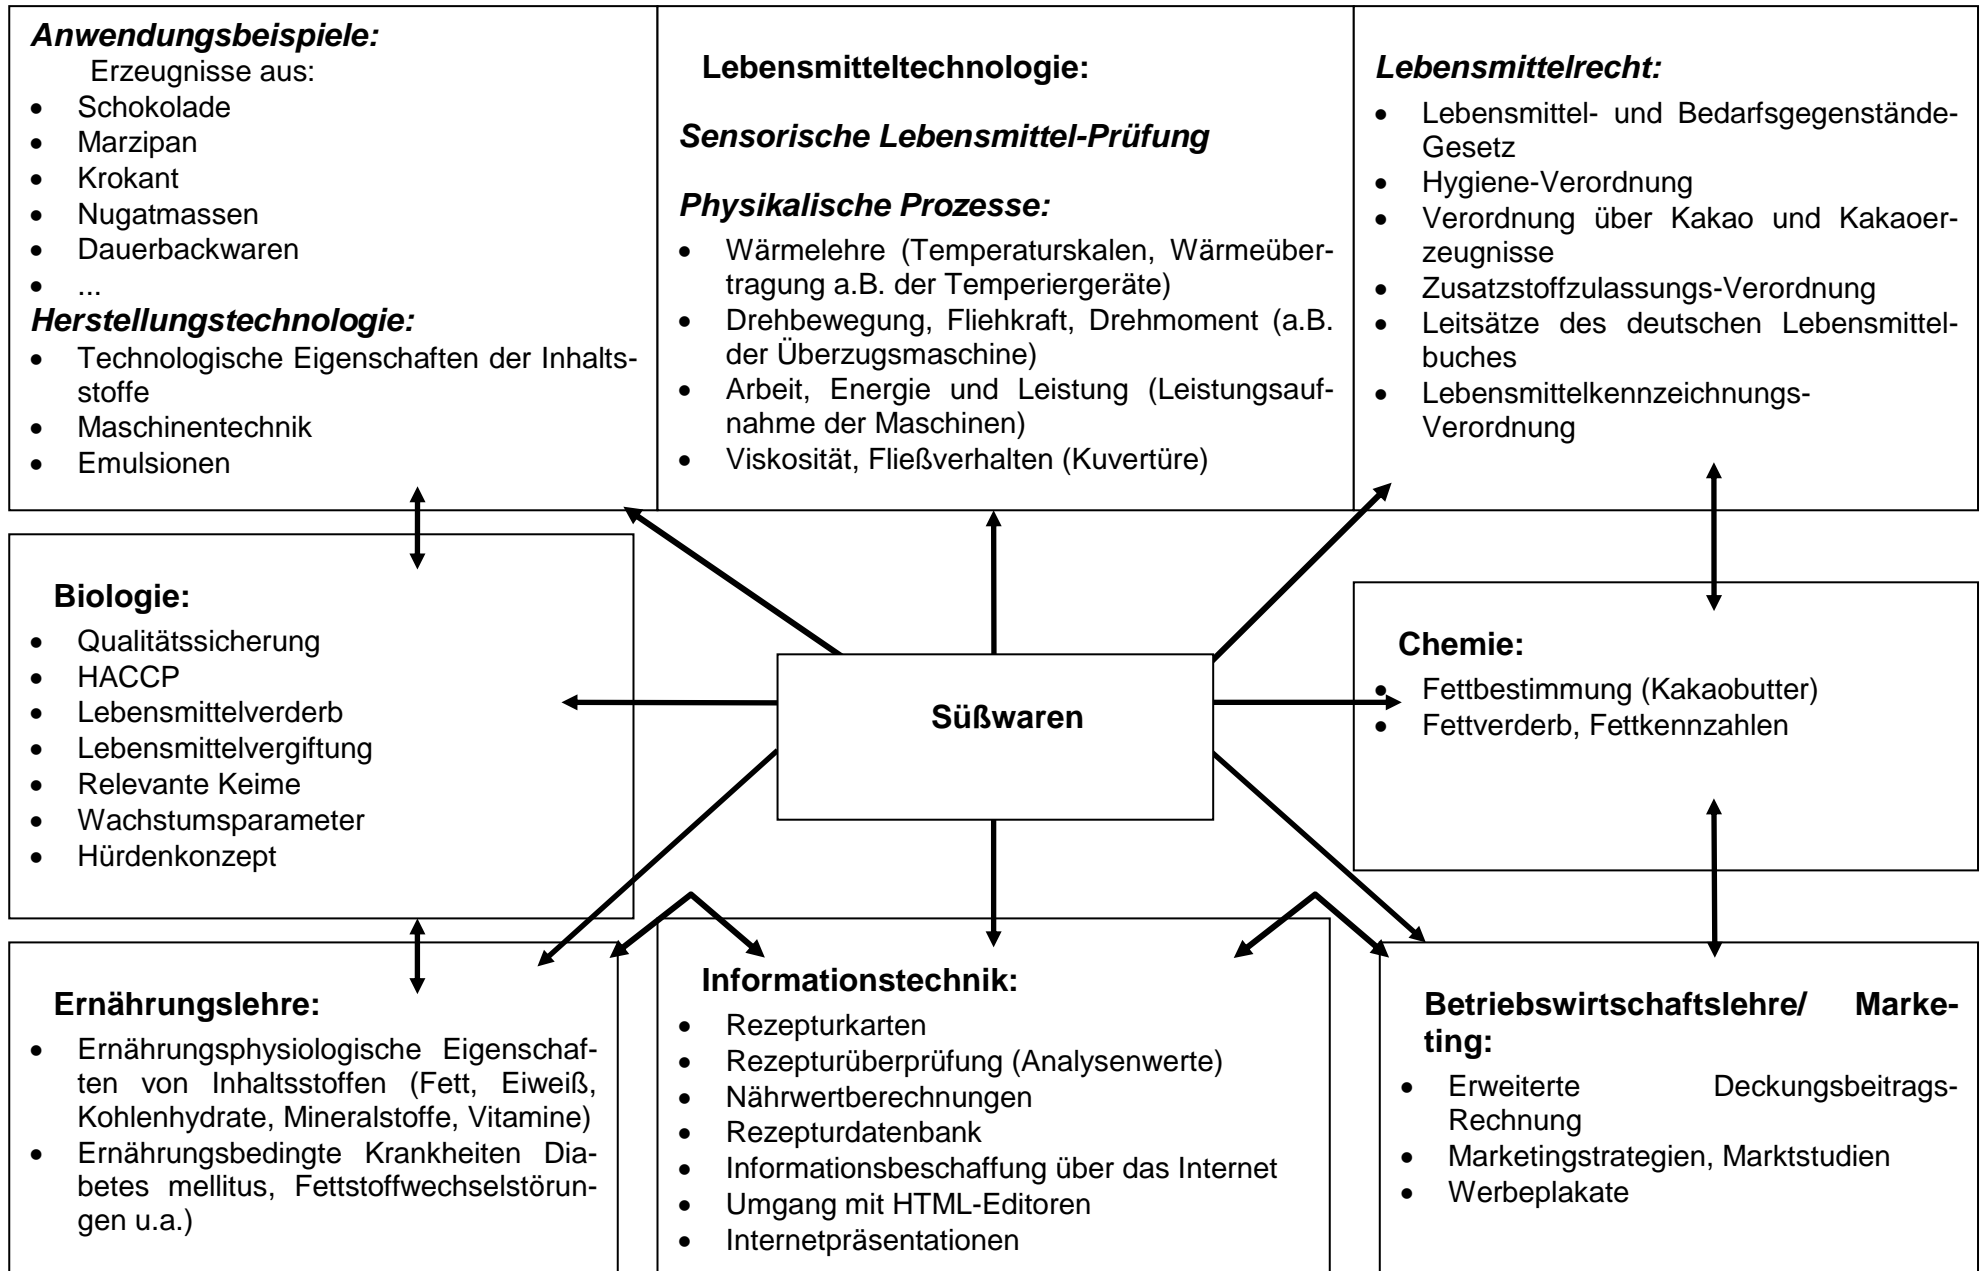 Anwendungsbeispiele:
Erzeugnisse aus:
• Schokolade
• Marzipan
• Krokant
• Nugatmassen
• Dauerbackwaren
• ...
Herstellungstechnologie:
• Technologische Eigenschaften der Inhalts-
stoffe
• Maschinentechnik
• Emulsionen
Lebensmitteltechnologie:
Sensorische Lebensmittel-Prüfung
Physikalische Prozesse:
• Wärmelehre (Temperaturskalen, Wärmeüber-
tragung a.B. der Temperiergeräte)
• Drehbewegung, Fliehkraft, Drehmoment (a.B.
der Überzugsmaschine)
• Arbeit, Energie und Leistung (Leistungsauf-
nahme der Maschinen)
• Viskosität, Fließverhalten (Kuvertüre)
Lebensmittelrecht:
• Lebensmittel- und Bedarfsgegenstände-
Gesetz
• Hygiene-Verordnung
• Verordnung über Kakao und Kakaoer-
zeugnisse
• Zusatzstoffzulassungs-Verordnung
• Leitsätze des deutschen Lebensmittel-
buches
• Lebensmittelkennzeichnungs-
Verordnung
Biologie:
• Qualitätssicherung
• HACCP
• Lebensmittelverderb
• Lebensmittelvergiftung
• Relevante Keime
• Wachstumsparameter
• Hürdenkonzept
Süßwaren
Chemie:
• Fettbestimmung (Kakaobutter)
• Fettverderb, Fettkennzahlen
Ernährungslehre:
• Ernährungsphysiologische Eigenschaf-
ten von Inhaltsstoffen (Fett, Eiweiß,
Kohlenhydrate, Mineralstoffe, Vitamine)
• Ernährungsbedingte Krankheiten Dia-
betes mellitus, Fettstoffwechselstörun-
gen u.a.)
Informationstechnik:
• Rezepturkarten
• Rezepturüberprüfung (Analysenwerte)
• Nährwertberechnungen
• Rezepturdatenbank
• Informationsbeschaffung über das Internet
• Umgang mit HTML-Editoren
• Internetpräsentationen
Betriebswirtschaftslehre/ Marke-
ting:
• Erweiterte Deckungsbeitrags-
Rechnung
• Marketingstrategien, Marktstudien
• Werbeplakate